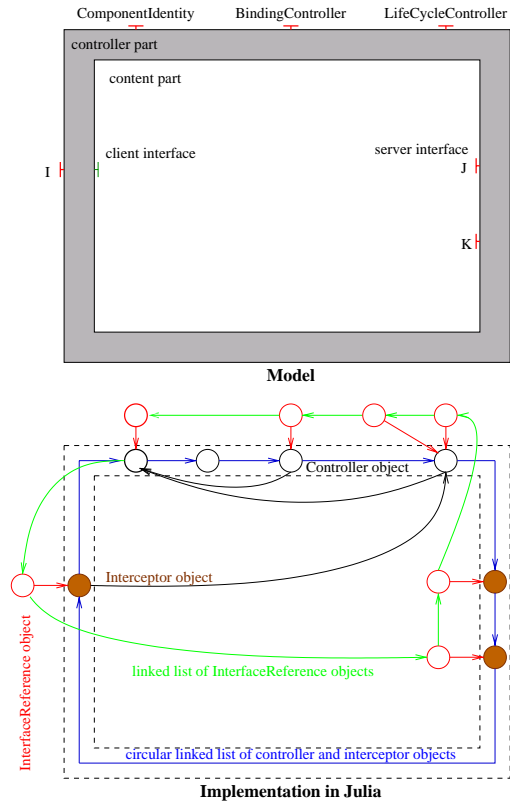 ComponentIdentity BindingController LifeCycleController
controller part
content part
client interface
server interface
I
J
K
Model
Controller object
Interceptor object
InterfaceReference object
linked list of InterfaceReference objects
circular linked list of controller and interceptor objects
Implementation in Julia